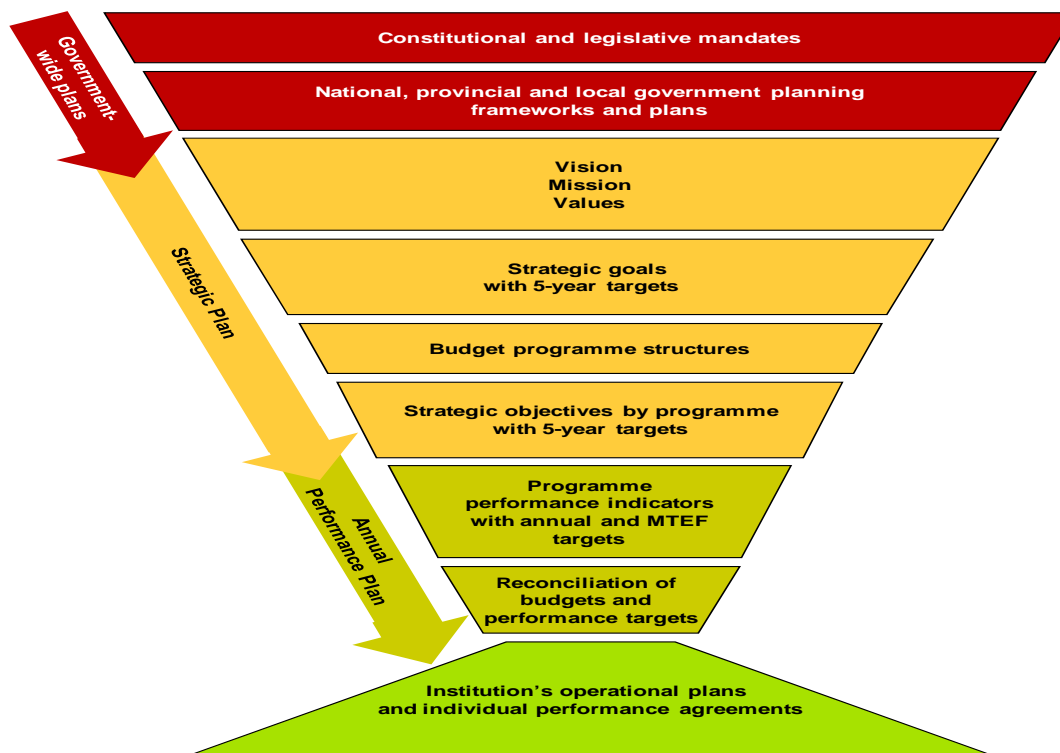 Government-
wide plans
Constitutional and legislative mandates
National, provincial and local government planning
frameworks and plans
Vision
Mission
Values
Strategic Plan
Strategic goals
with 5-year targets
Budget programme structures
Strategic objectives by programme
with 5-year targets
Annual
Performance Plan
Programme
performance indicators
with annual and MTEF
targets
Reconciliation of
budgets and
performance targets
Institution’s operational plans
and individual performance agreements